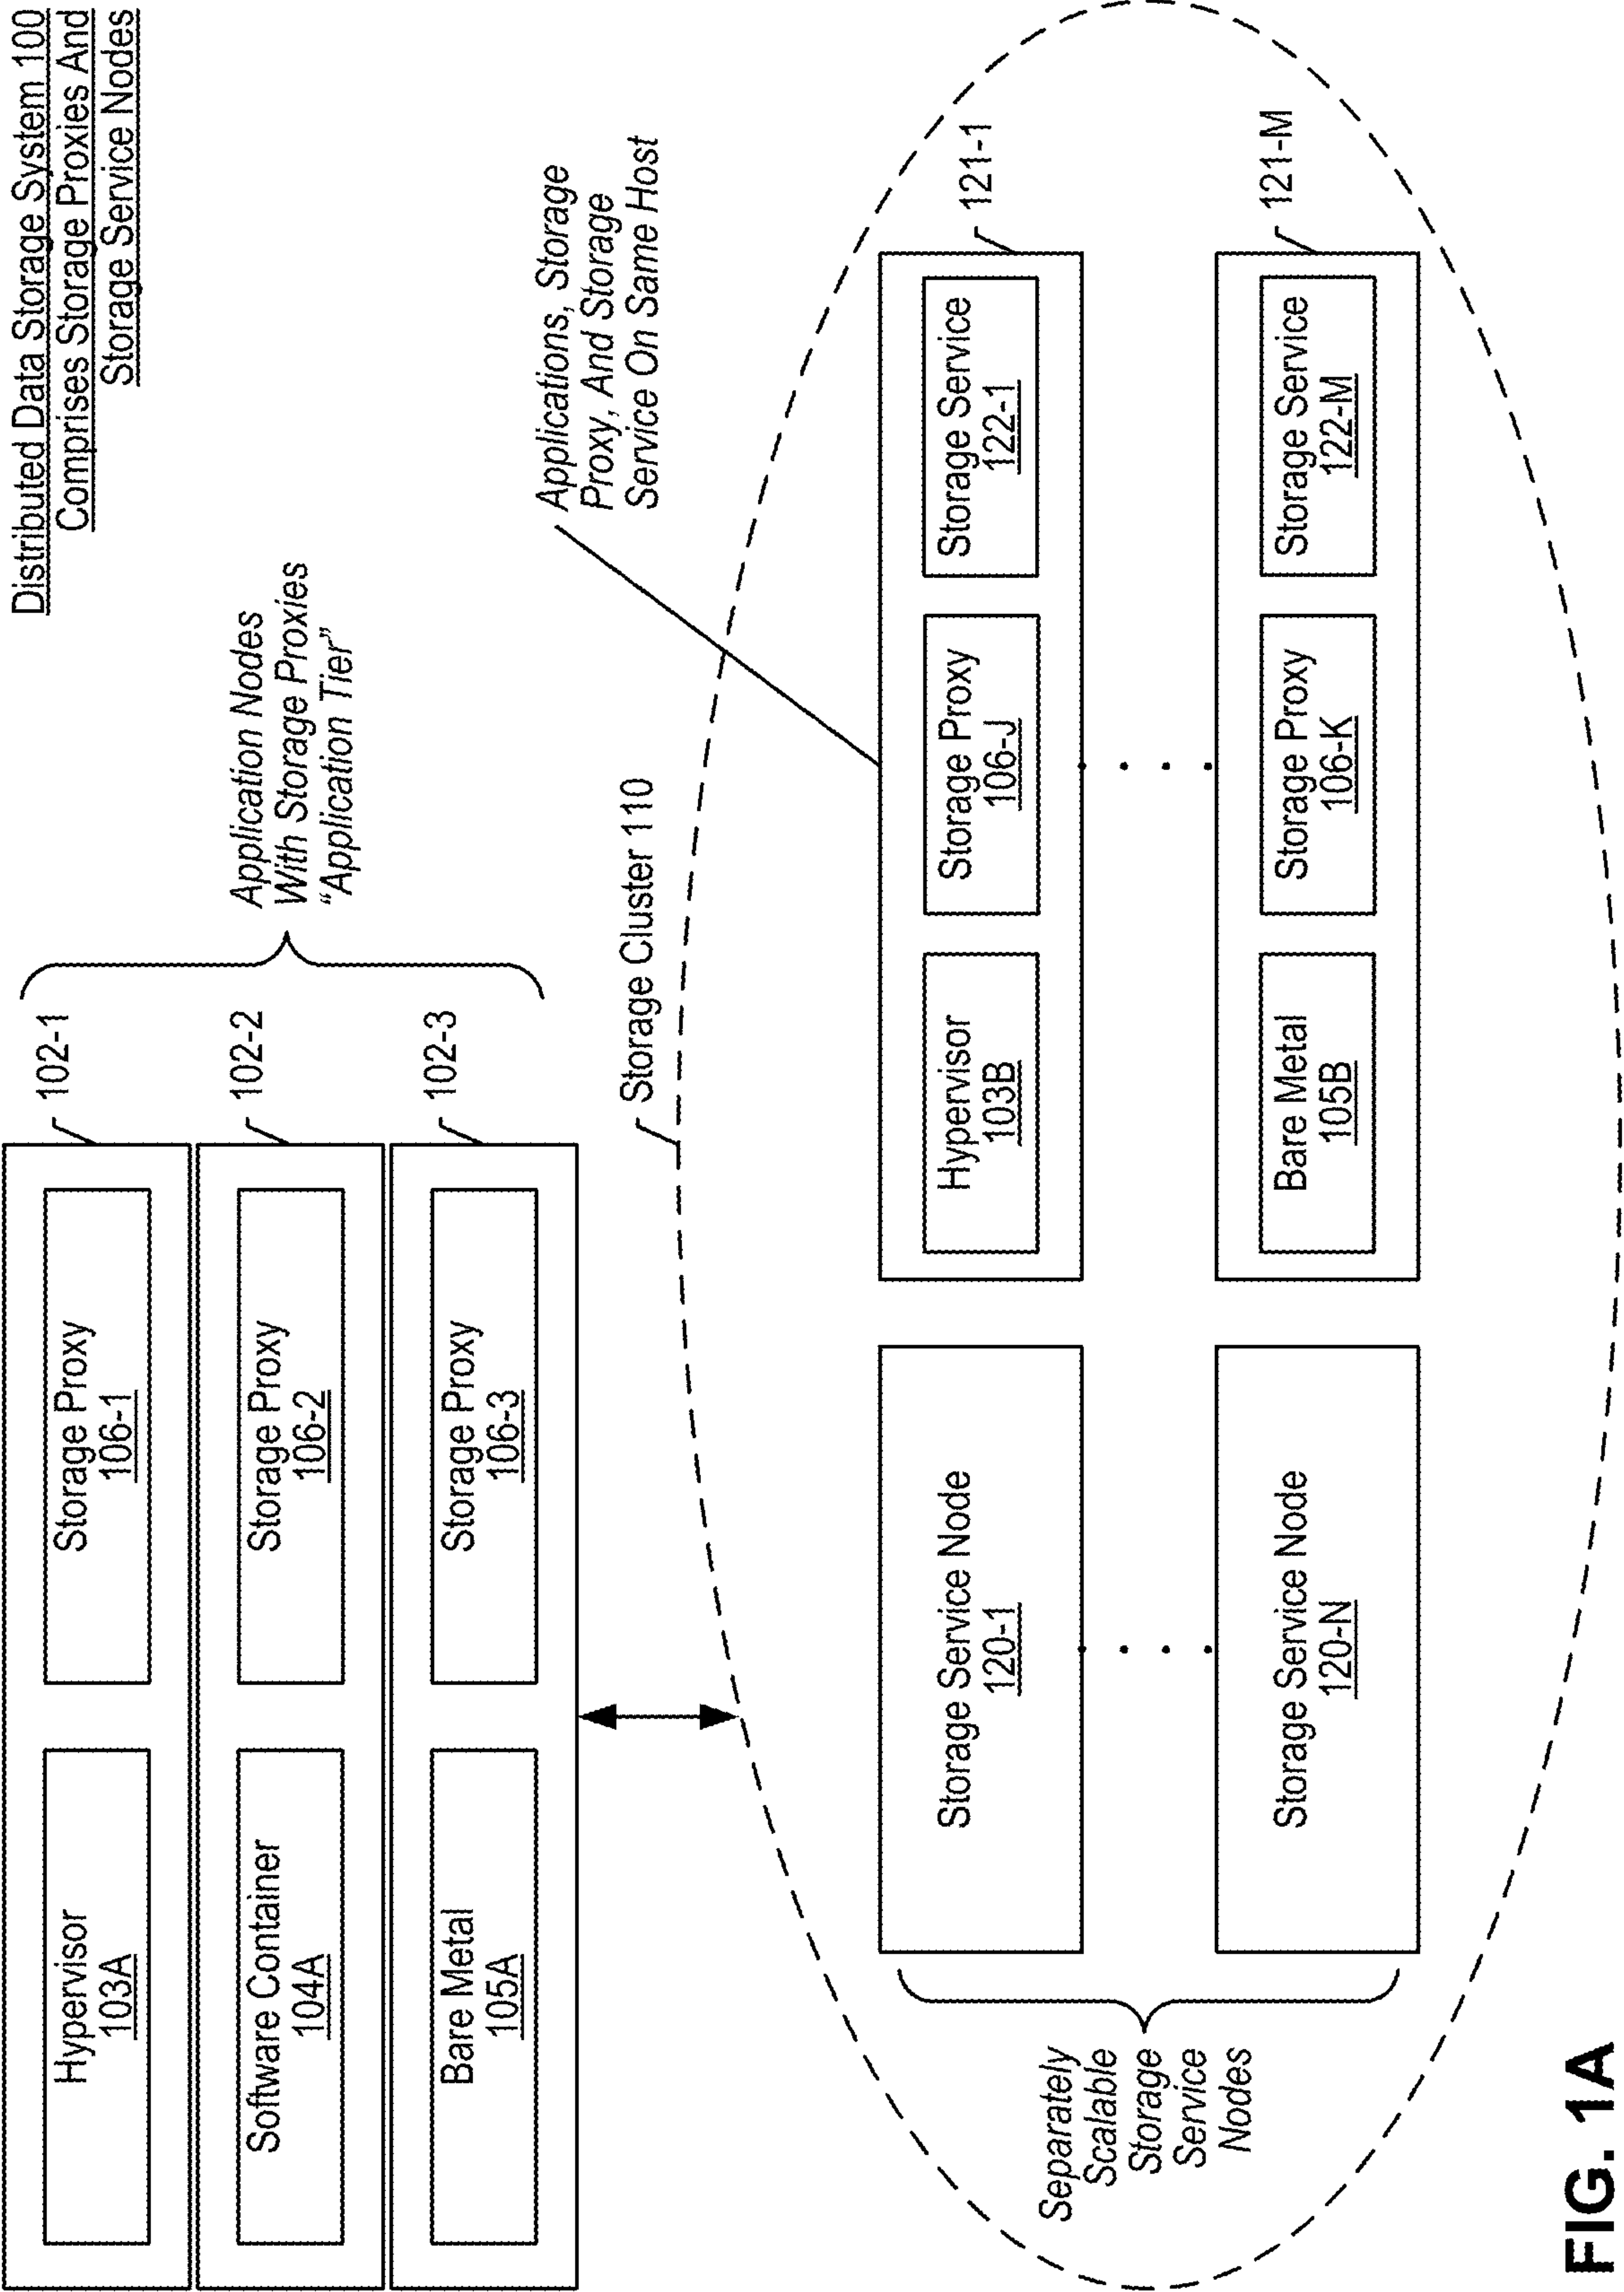 Distributed Data Storage System 100
Comprises Storage Proxies And
Storage Service Nodes
Hypervisor
103A
Storage Proxy
106-1
102-1
Software Container
104A
Storage Proxy
106-2
102-2
Bare Metal
105A
Storage Proxy
106-3
102-3
Application Nodes
With Storage Proxies
“Application Tier”
Storage Cluster 110
Applications, Storage
Proxy, And Storage
Service On Same Host
Separately
Scalable
Storage
Service
Nodes
Storage Service Node
120-1
Hypervisor
103B
Storage Proxy
106-J
Storage Service
122-1
121-1
Storage Service Node
120-N
Bare Metal
105B
Storage Proxy
106-K
Storage Service
122-M
121-M
FIG. 1A